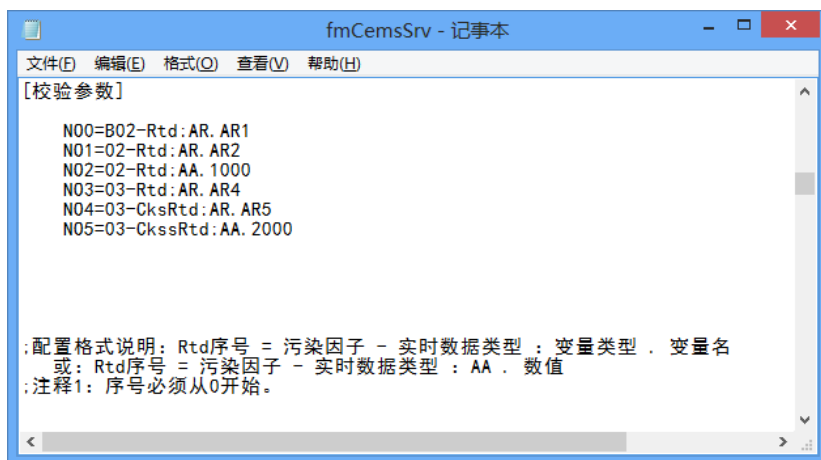 fmCemsSrv - 记事本
文件(F) 编辑(E) 格式(O) 查看(V) 帮助(H)
[校验参数]
N00=B02-Rtd:AR.AR1
N01=02-Rtd:AR.AR2
N02=02-Rtd:AA.1000
N03=03-Rtd:AR.AR4
N04=03-CksRtd:AR.AR5
N05=03-CkssRtd:AA.2000
;配置格式说明: Rtd序号 = 污染因子 - 实时数据类型 : 变量类型 . 变量名
或: Rtd序号 = 污染因子 - 实时数据类型 : AA . 数值
;注释1: 序号必须从0开始。